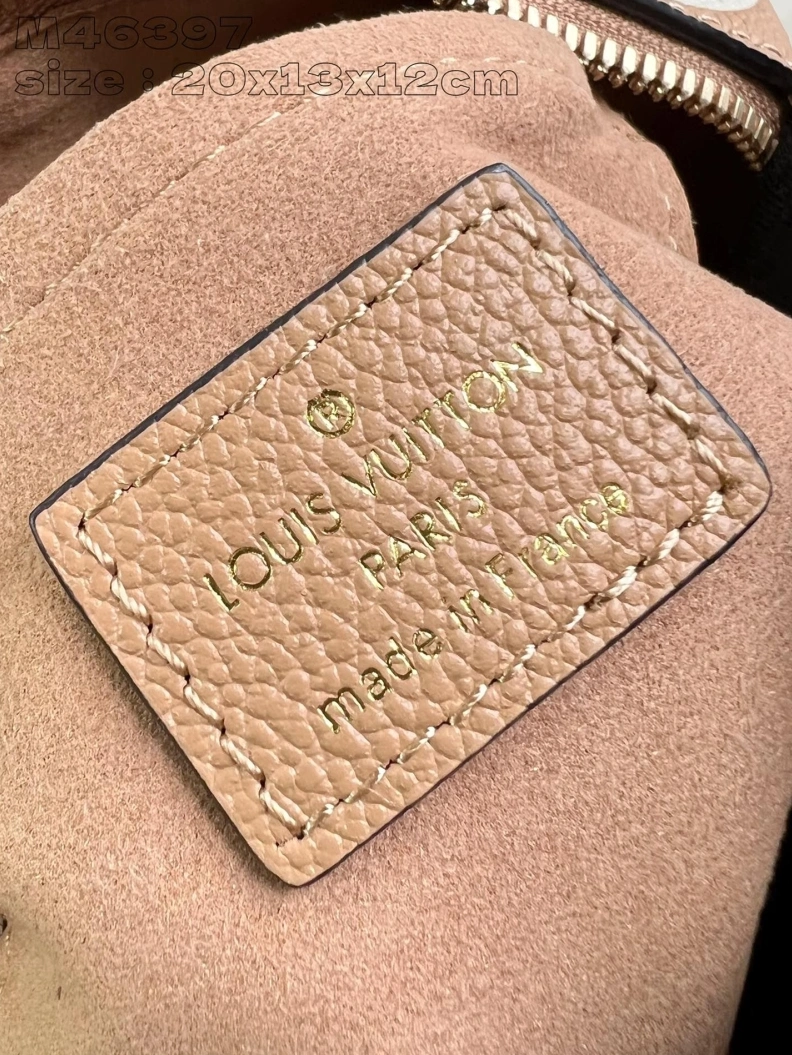 M46397
size : 20x13x12cm
®
LOUIS VUITTON
PARIS
made in France